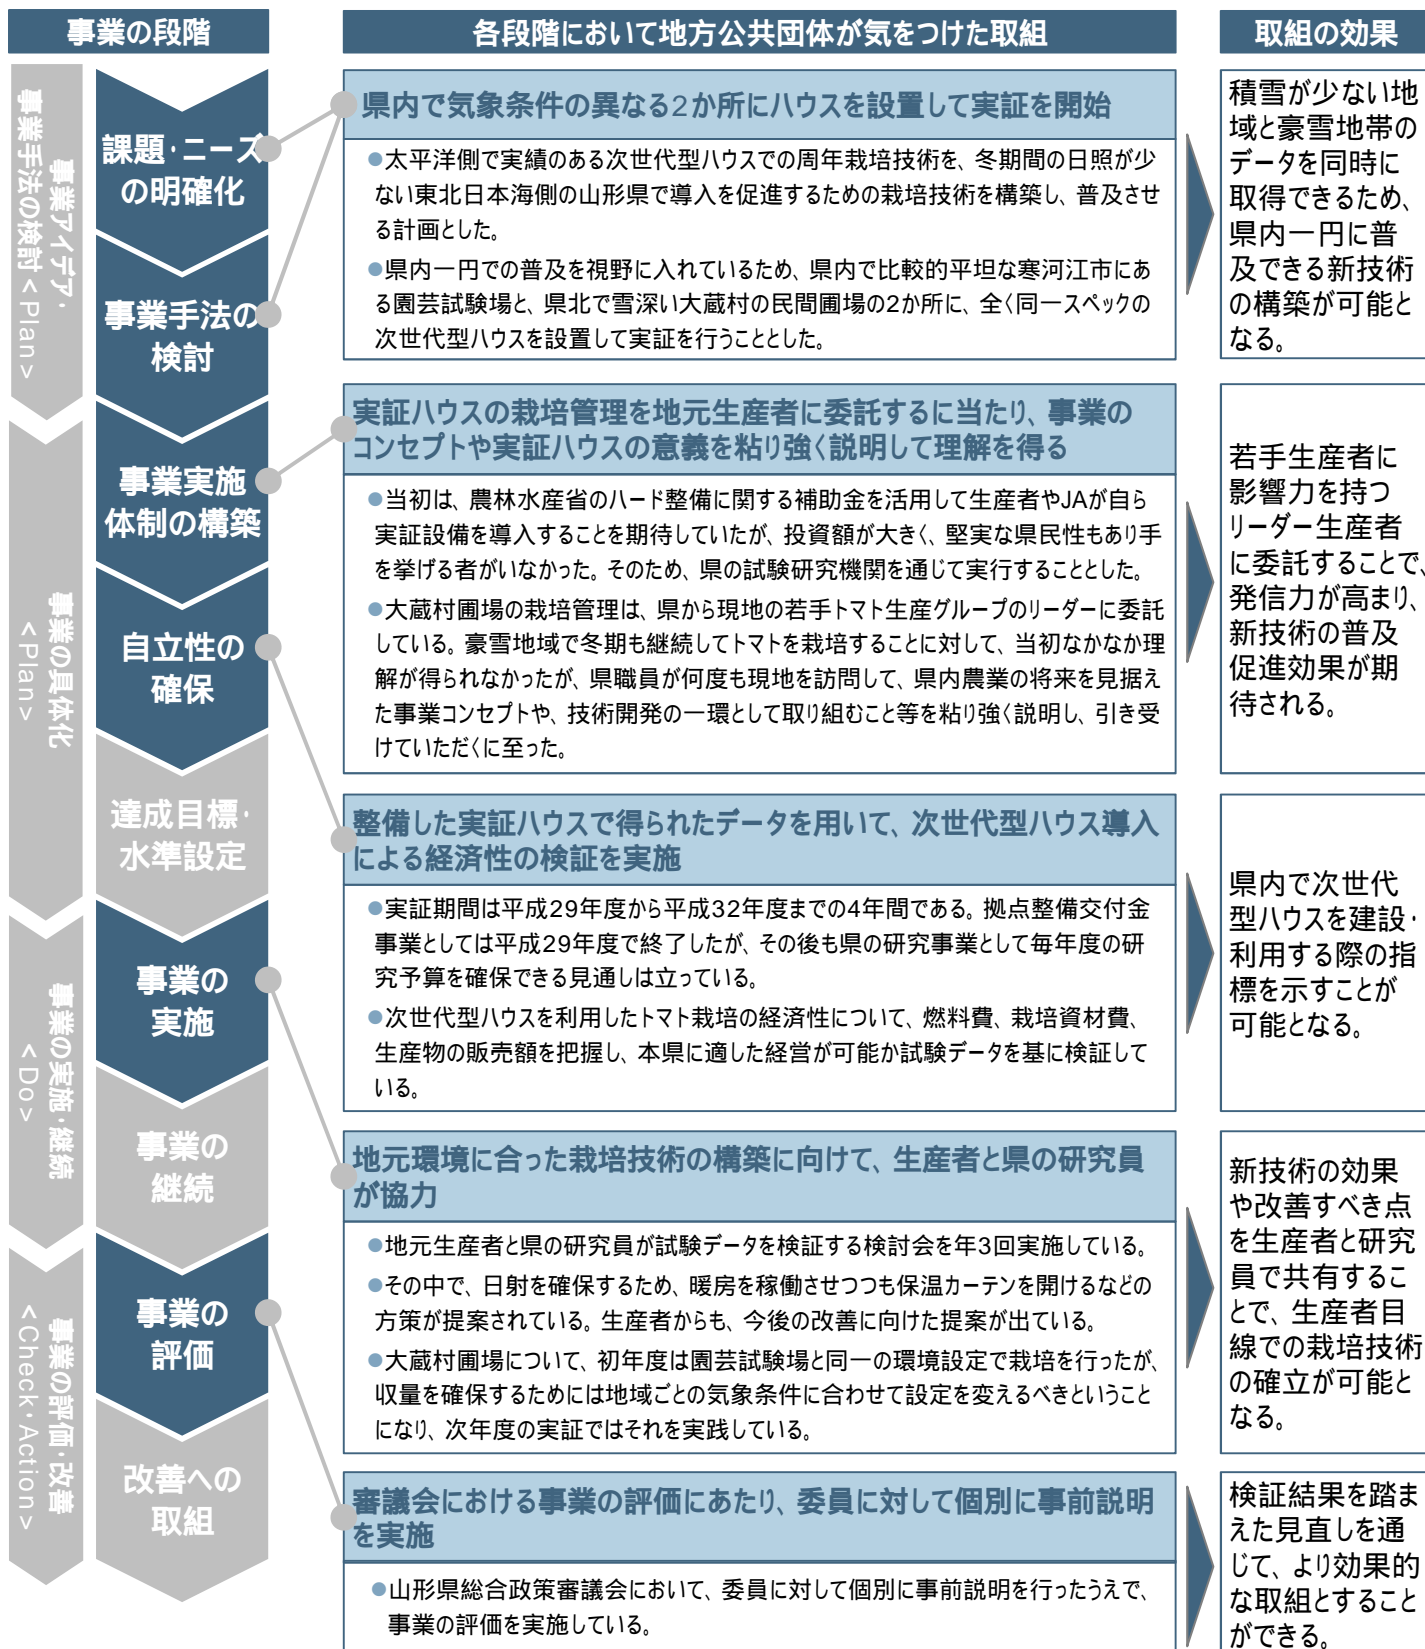 事業の段階
各段階において地方公共団体が気をつけた取組
取組の効果
事業アイデア・
事業手法の検討<Plan>
事業の具体化
<Plan>
事業の実施・継続
<Do>
事業の評価・改善
<Check・Action>
課題・ニーズ
の明確化
事業手法の
検討
事業実施
体制の構築
自立性の
確保
達成目標・
水準設定
事業の
実施
事業の
継続
事業の
評価
改善への
取組
県内で気象条件の異なる2か所にハウスを設置して実証を開始
●太平洋側で実績のある次世代型ハウスでの周年栽培技術を、冬期間の日照が少
ない東北日本海側の山形県で導入を促進するための栽培技術を構築し、普及させ
る計画とした。
●県内一円での普及を視野に入れているため、県内で比較的平坦な寒河江市にあ
る園芸試験場と、県北で雪深い大蔵村の民間圃場の2か所に、全く同一スペックの
次世代型ハウスを設置して実証を行うこととした。
積雪が少ない地
域と豪雪地帯の
データを同時に
取得できるため、
県内一円に普
及できる新技術
の構築が可能と
なる。
実証ハウスの栽培管理を地元生産者に委託するに当たり、事業の
コンセプトや実証ハウスの意義を粘り強く説明して理解を得る
●当初は、農林水産省のハード整備に関する補助金を活用して生産者やJAが自ら
実証設備を導入することを期待していたが、投資額が大きく、堅実な県民性もあり手
を挙げる者がいなかった。そのため、県の試験研究機関を通じて実行することとした。
●大蔵村圃場の栽培管理は、県から現地の若手トマト生産グループのリーダーに委託
している。豪雪地域で冬期も継続してトマトを栽培することに対して、当初なかなか理
解が得られなかったが、県職員が何度も現地を訪問して、県内農業の将来を見据え
た事業コンセプトや、技術開発の一環として取り組むこと等を粘り強く説明し、引き受
けていただくに至った。
若手生産者に
影響力を持つ
リーダー生産者
に委託することで、
発信力が高まり、
新技術の普及
促進効果が期
待される。
整備した実証ハウスで得られたデータを用いて、次世代型ハウス導入
による経済性の検証を実施
●実証期間は平成29年度から平成32年度までの4年間である。拠点整備交付金
事業としては平成29年度で終了したが、その後も県の研究事業として毎年度の研
究予算を確保できる見通しは立っている。
●次世代型ハウスを利用したトマト栽培の経済性について、燃料費、栽培資材費、
生産物の販売額を把握し、本県に適した経営が可能か試験データを基に検証して
いる。
県内で次世代
型ハウスを建設・
利用する際の指
標を示すことが
可能となる。
地元環境に合った栽培技術の構築に向けて、生産者と県の研究員
が協力
●地元生産者と県の研究員が試験データを検証する検討会を年3回実施している。
●その中で、日射を確保するため、暖房を稼働させつつも保温カーテンを開けるなどの
方策が提案されている。生産者からも、今後の改善に向けた提案が出ている。
●大蔵村圃場について、初年度は園芸試験場と同一の環境設定で栽培を行ったが、
収量を確保するためには地域ごとの気象条件に合わせて設定を変えるべきということ
になり、次年度の実証ではそれを実践している。
新技術の効果
や改善すべき点
を生産者と研究
員で共有するこ
とで、生産者目
線での栽培技術
の確立が可能と
なる。
審議会における事業の評価にあたり、委員に対して個別に事前説明
を実施
●山形県総合政策審議会において、委員に対して個別に事前説明を行ったうえで、
事業の評価を実施している。
検証結果を踏ま
えた見直しを通
じて、より効果的
な取組とすること
ができる。